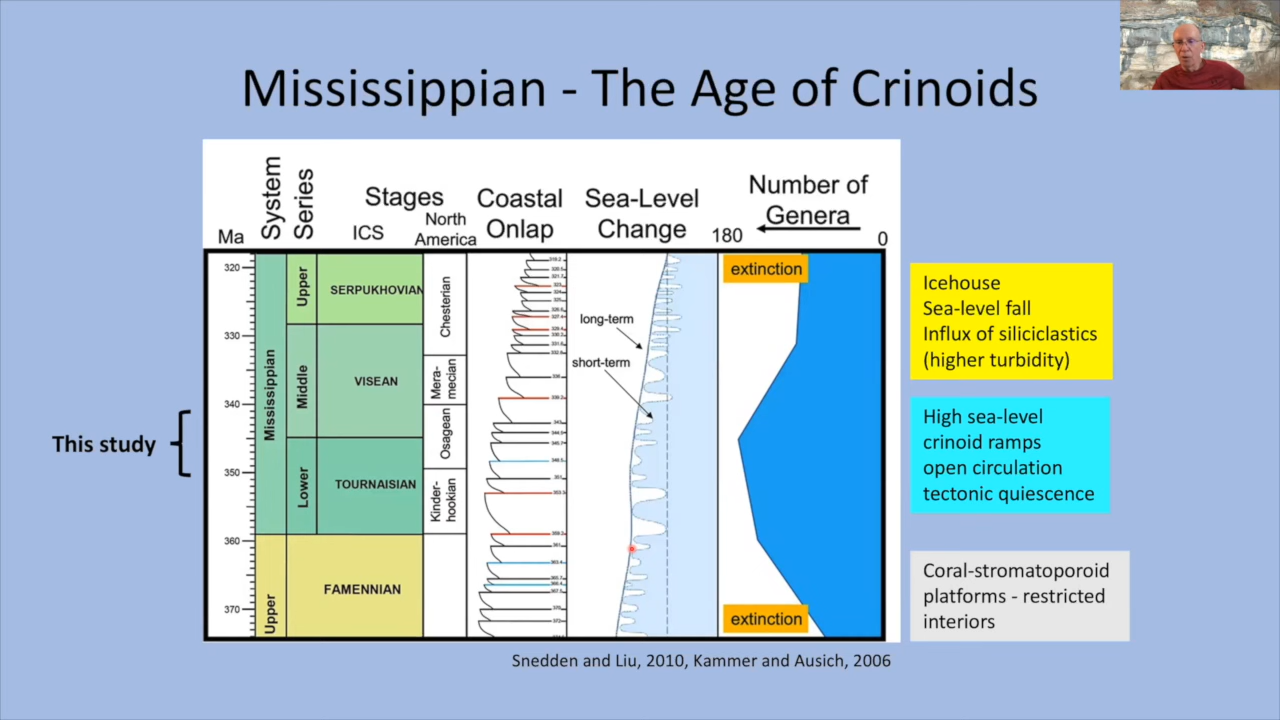 Mississippian - The Age of Crinoids
Ma
System
Series
Stages
ICS
North
America
Coastal
Onlap
Sea-Level
Change
Number of
Genera
180
0
320
330
340
350
360
370
Mississippian
Upper
Upper
Middle
Lower
SERPUKHOVIAN
VISEAN
TOURNAISIAN
FAMENNIAN
Chesterian
Mera-
mecian
Osagean
Kinder-
hookian
long-term
short-term
extinction
extinction
This study
Icehouse
Sea-level fall
Influx of siliciclastics
(higher turbidity)
High sea-level
crinoid ramps
open circulation
tectonic quiescence
Coral-stromatoporoid
platforms - restricted
interiors
Snedden and Liu, 2010, Kammer and Ausich, 2006